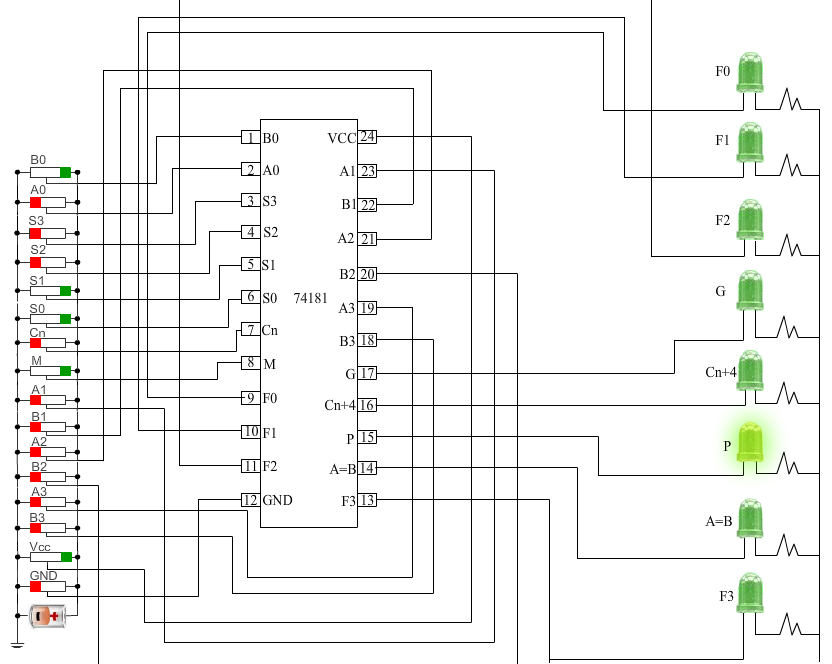 B0
A0
S3
S2
S1
S0
Cn
M
A1
B1
A2
B2
A3
B3
Vcc
GND
1 B0
2 A0
3 S3
4 S2
5 S1
6 S0
7 Cn
8 M
9 F0
10 F1
11 F2
12 GND
74181
VCC 24
A1 23
B1 22
A2 21
B2 20
A3 19
B3 18
G 17
Cn+4 16
P 15
A=B 14
F3 13
F0
F1
F2
G
Cn+4
P
A=B
F3